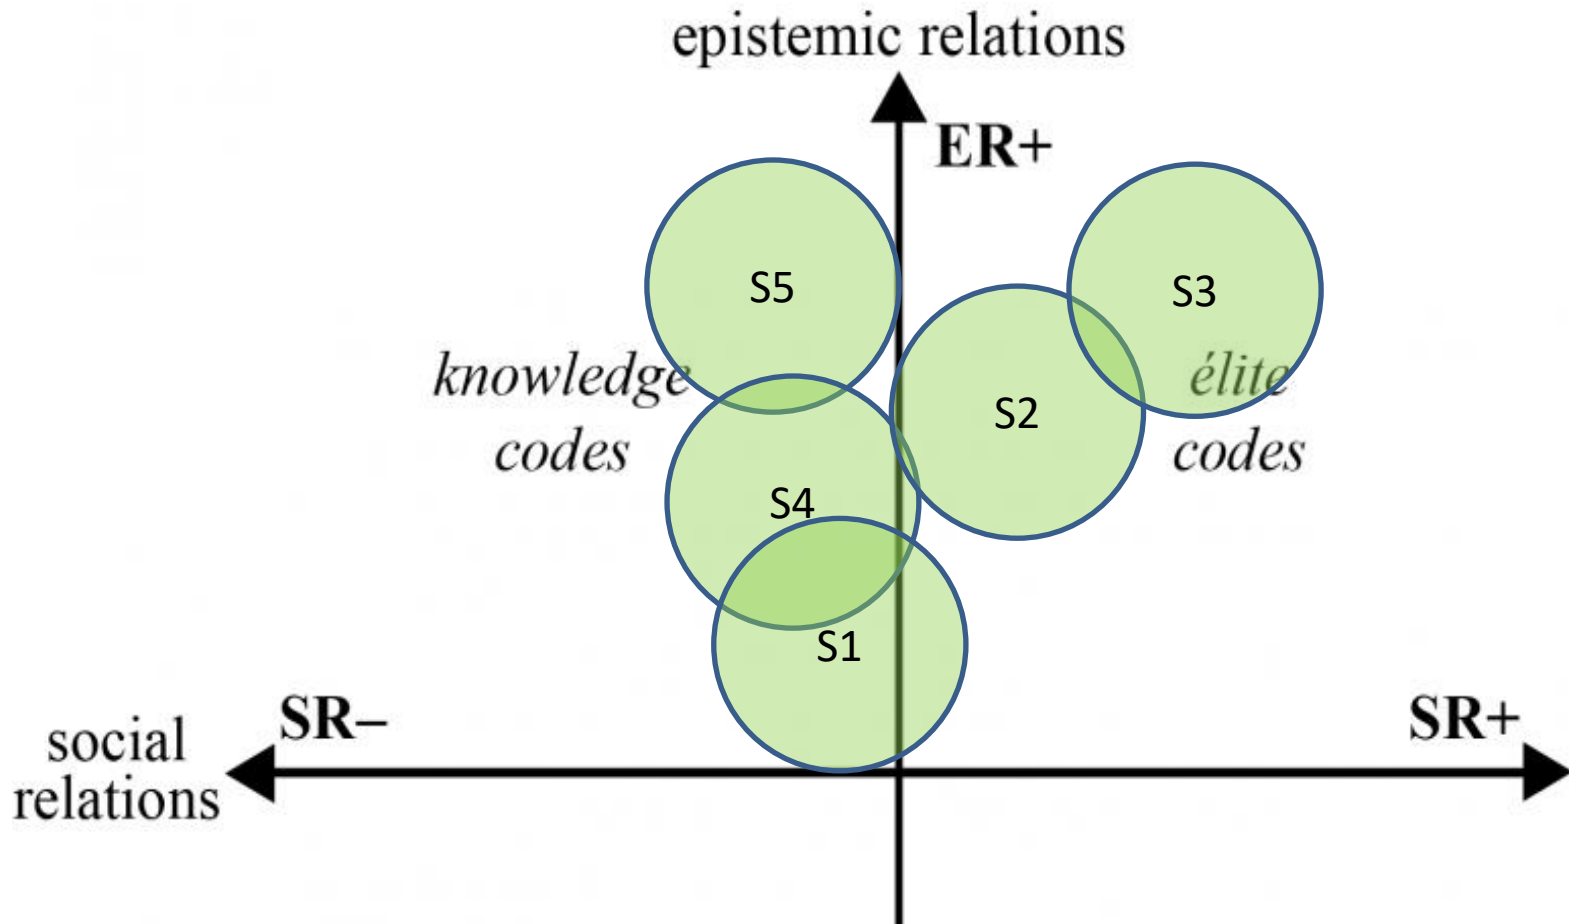 epistemic relations
ER+
S5
S3
knowledge
codes
S2
élite
codes
S4
S1
SR–
SR+
social
relations